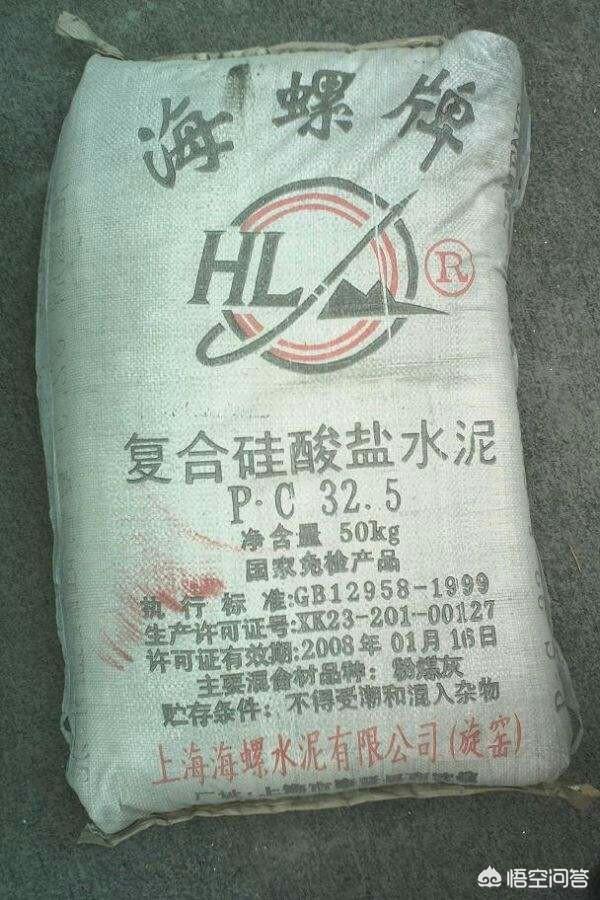 海螺牌
HL
®
复合硅酸盐水泥
P·C 32.5
净含量 50kg
国家免检产品
执行标准:GB12958-1999
生产许可证号:XK23-201-00127
许可证有效期:2008年01月16日
主要混合材品种:粉煤灰
贮存条件:不得受潮和混入杂物
上海海螺水泥有限公司(旋窑)
悟空问答